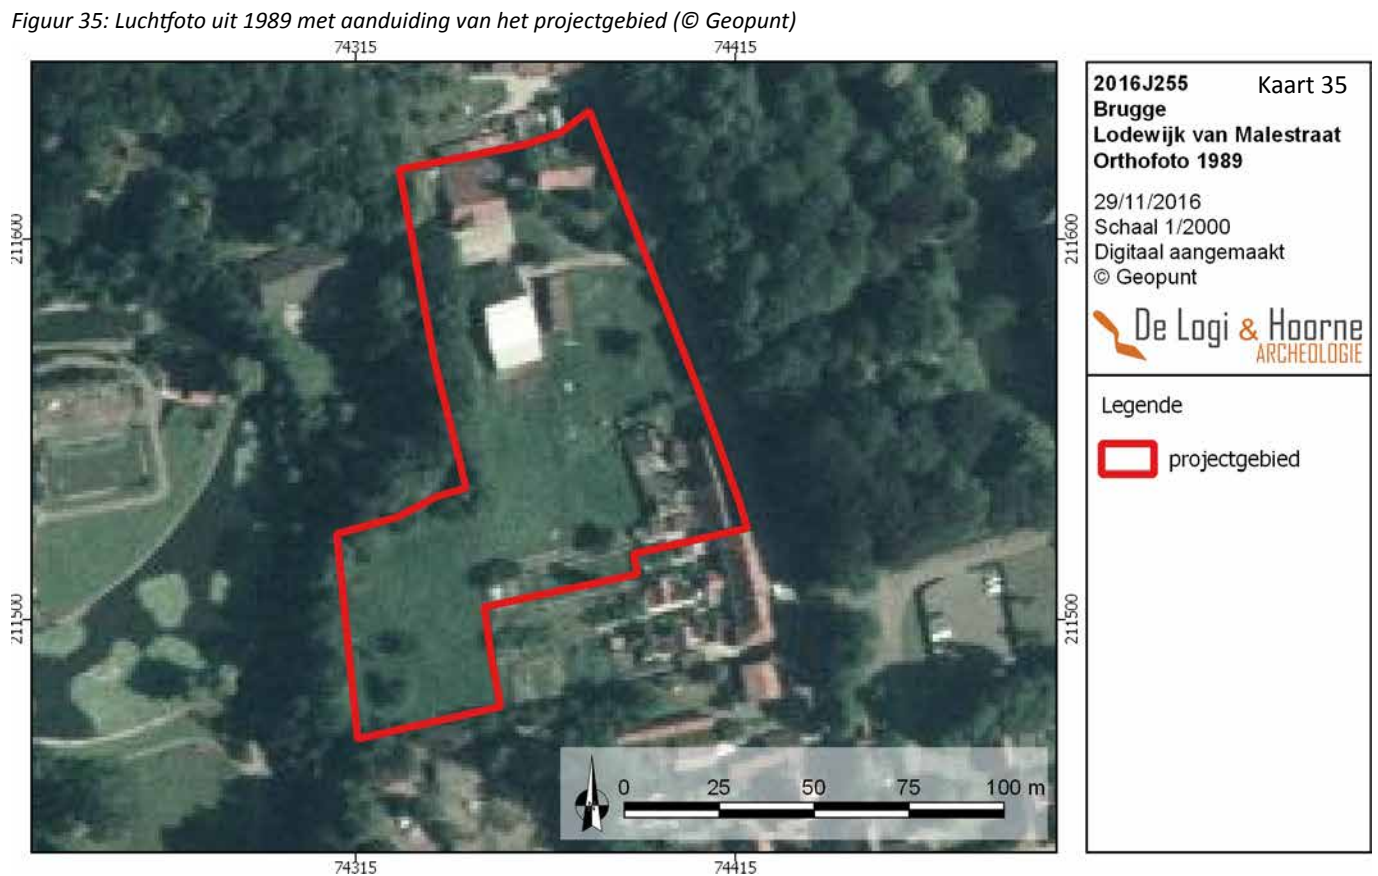 Figuur 35: Luchtfoto uit 1989 met aanduiding van het projectgebied (© Geopunt)
74315 74415
2016J255 Kaart 35
Brugge
Lodewijk van Malestraat
Orthofoto 1989
29/11/2016
Schaal 1/2000
Digitaal aangemaakt
© Geopunt
De Logi & Hoorne
ARCHEOLOGIE
Legende
projectgebied
211600 211600
211500 211500
0 25 50 75 100 m
74315 74415